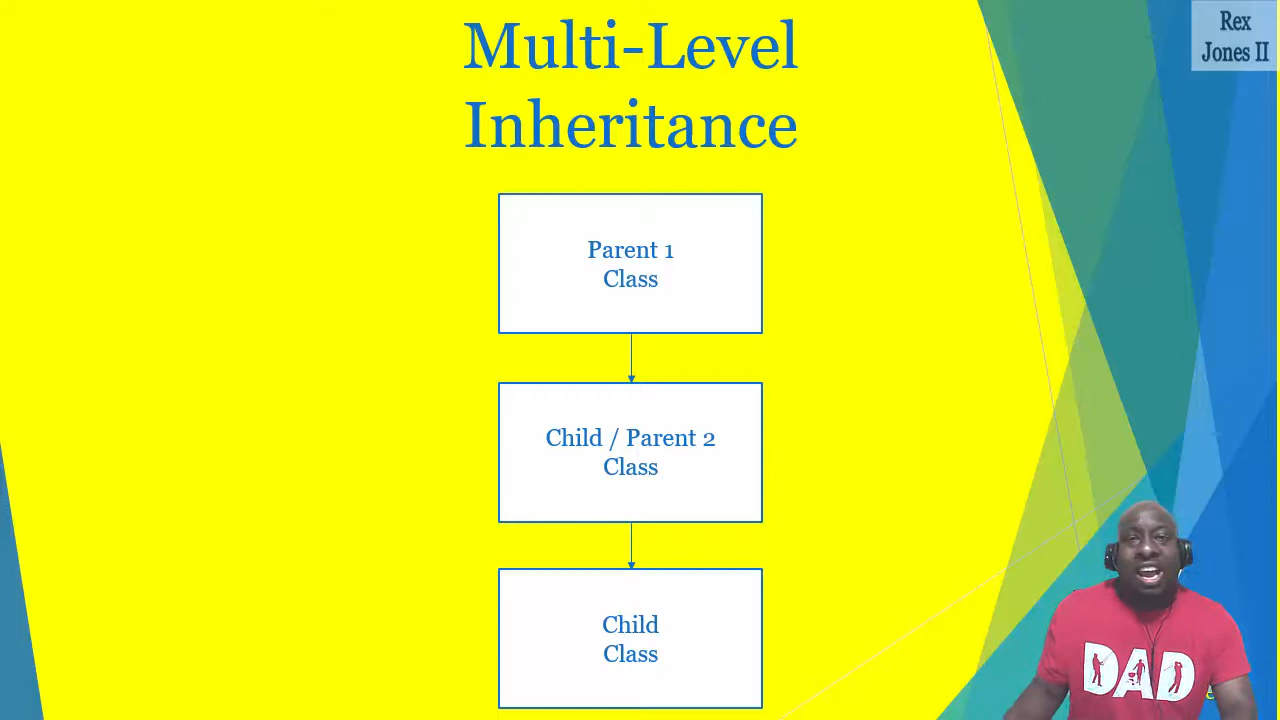 Multi-Level
Inheritance
Rex
Jones II
Parent 1
Class
Child / Parent 2
Class
Child
Class
DAD